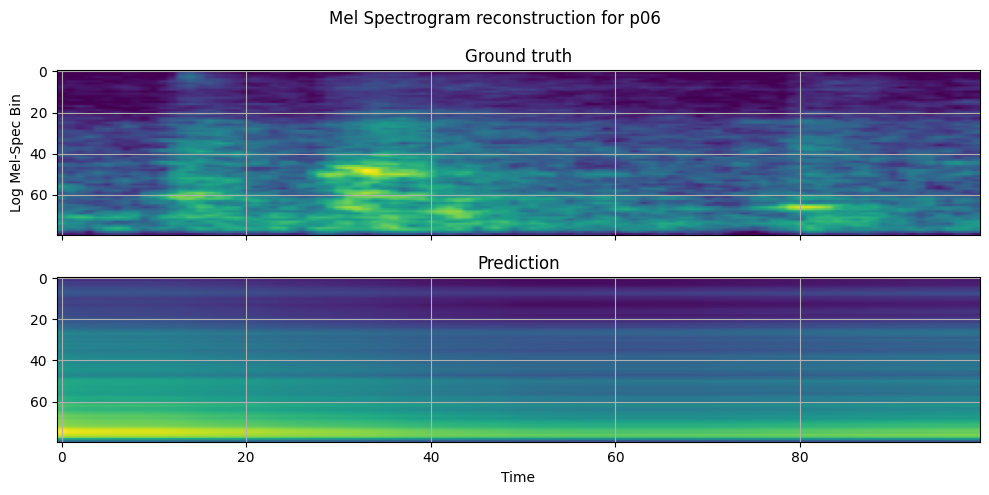 Mel Spectrogram reconstruction for p06
Ground truth
Log Mel-Spec Bin
0
20
40
60
Prediction
0
20
40
60
0 20 40 60 80
Time